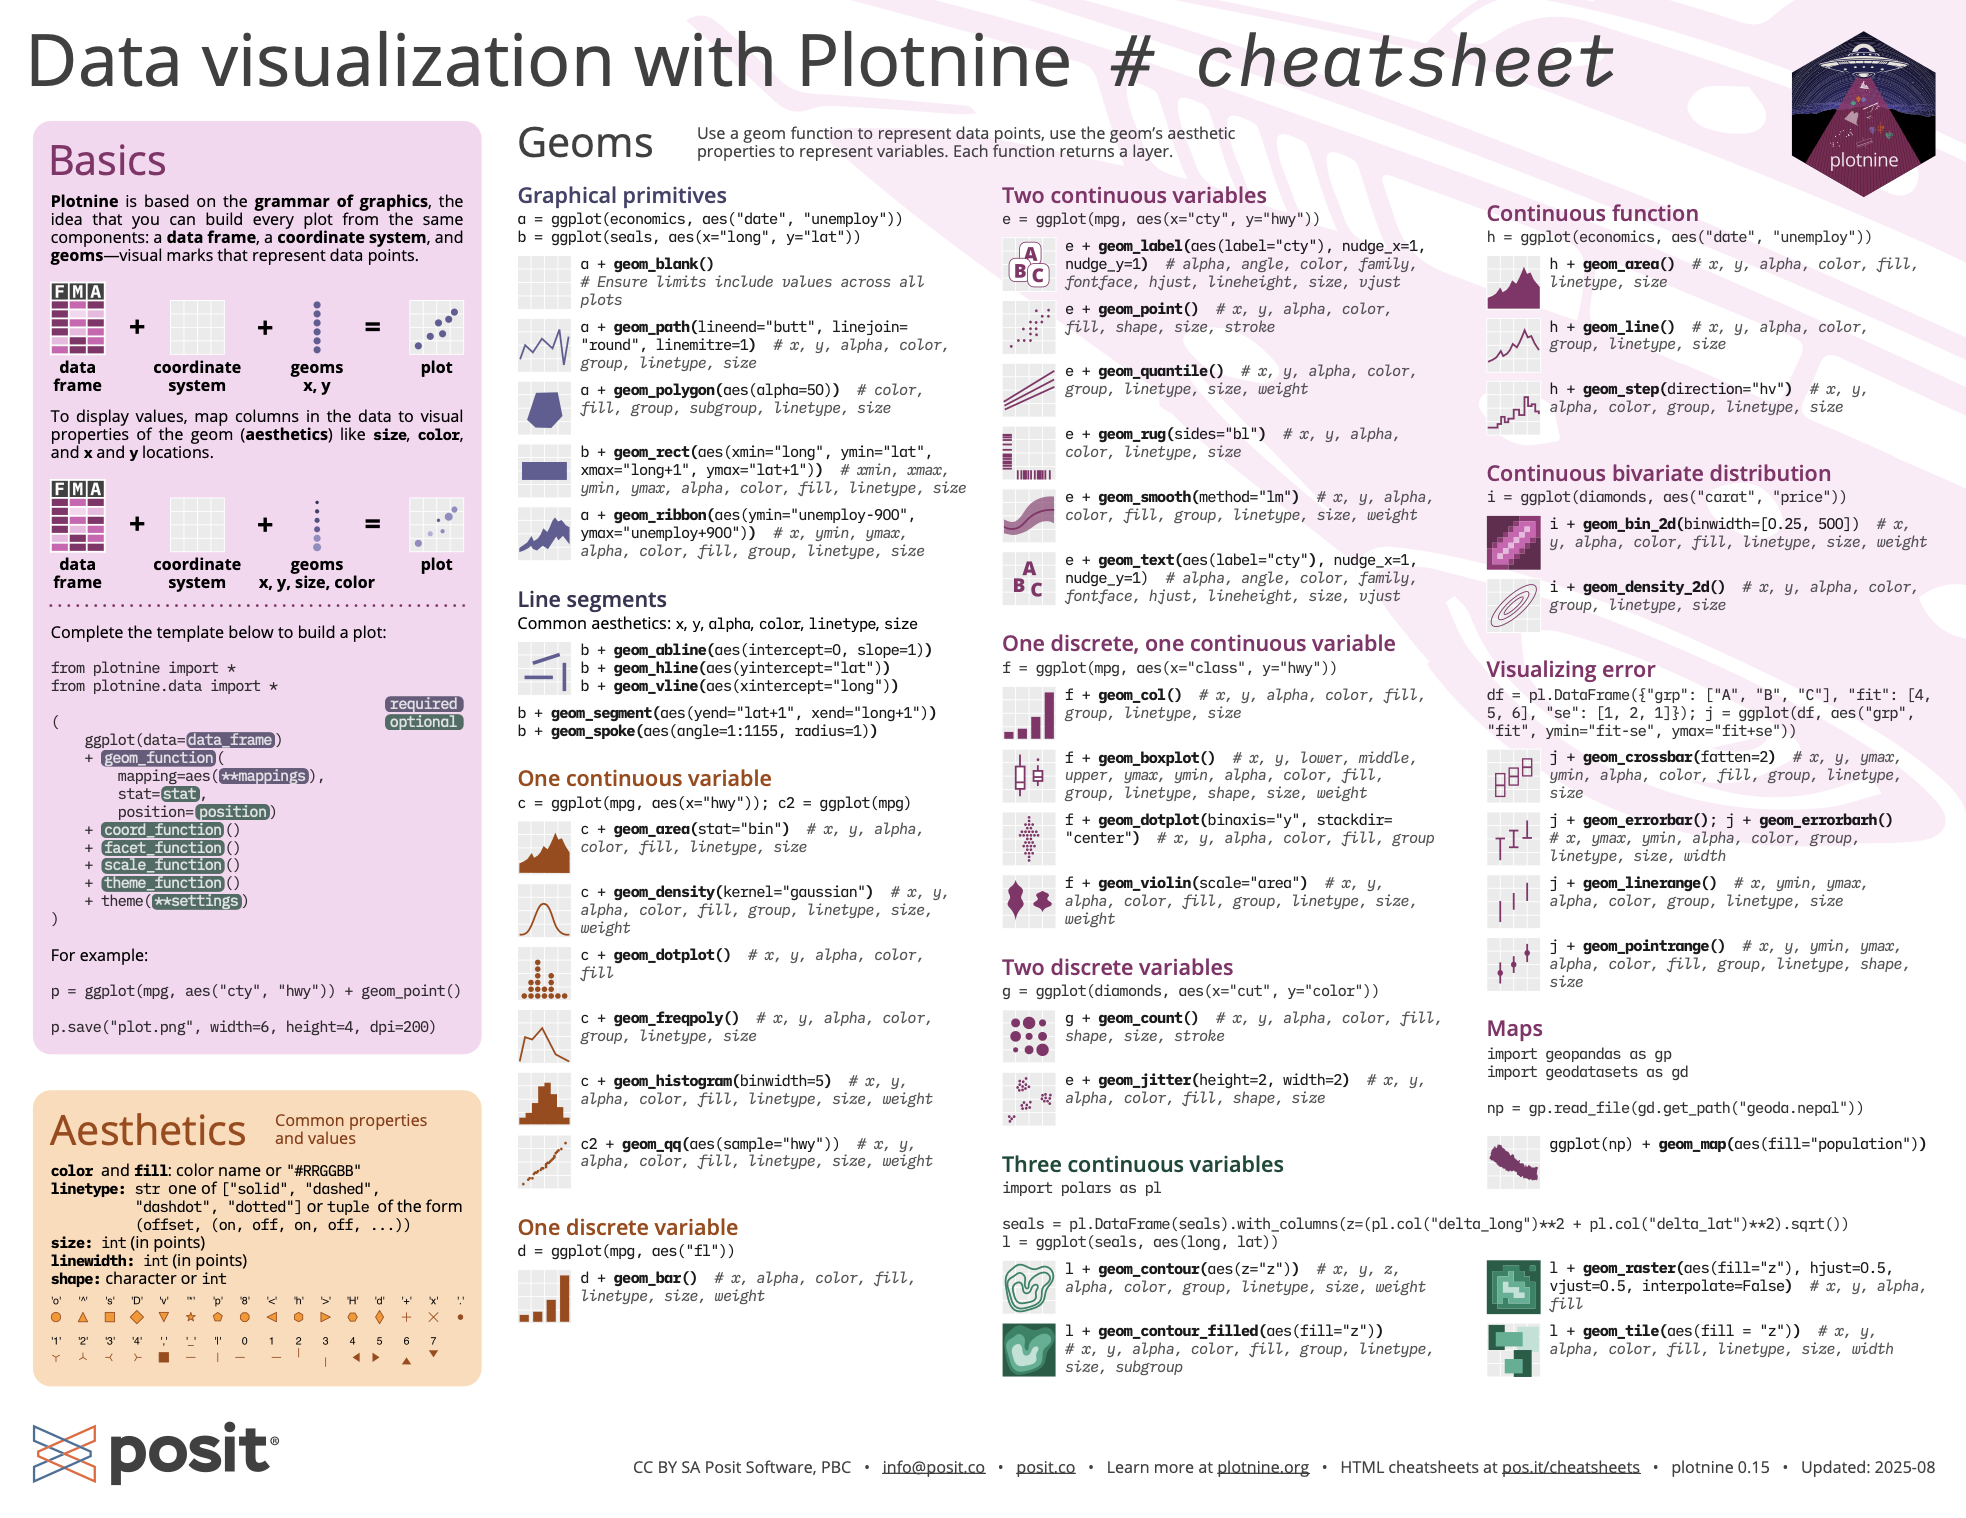 Data visualization with Plotnine # cheatsheet
plotnine
Basics
Plotnine is based on the grammar of graphics, the
idea that you can build every plot from the same
components: a data frame, a coordinate system, and
geoms—visual marks that represent data points.
F M A
+ + =
data frame
coordinate system
geoms x, y
plot
To display values, map columns in the data to visual
properties of the geom (aesthetics) like size, color,
and x and y locations.
F M A
+ + =
data frame
coordinate system
geoms x, y, size, color
plot
Complete the template below to build a plot:
from plotnine import *
from plotnine.data import *
required
( optional
ggplot(data=data_frame)
+ geom_function(
mapping=aes(**mappings),
stat=stat,
position=position)
+ coord_function()
+ facet_function()
+ scale_function()
+ theme_function()
+ theme(**settings)
)
For example:
p = ggplot(mpg, aes("cty", "hwy")) + geom_point()
p.save("plot.png", width=6, height=4, dpi=200)
Aesthetics
Common properties
and values
color and fill: color name or "#RRGGBB"
linetype: str one of ["solid", "dashed",
"dashdot", "dotted"] or tuple of the form
(offset, (on, off, on, off, ...))
size: int (in points)
linewidth: int (in points)
shape: character or int
'o' '^' 's' 'D' 'v' '*' 'p' '8' '<' 'h' '>' 'H' 'd' '+' 'x' '.'
'1' '2' '3' '4' ',' '_' '|' 0 1 2 3 4 5 6 7
Geoms
Use a geom function to represent data points, use the geom's aesthetic
properties to represent variables. Each function returns a layer.
Graphical primitives
a = ggplot(economics, aes("date", "unemploy"))
b = ggplot(seals, aes(x="long", y="lat"))
a + geom_blank()
# Ensure limits include values across all
plots
a + geom_path(lineend="butt", linejoin=
"round", linemitre=1) # x, y, alpha, color,
group, linetype, size
a + geom_polygon(aes(alpha=50)) # color,
fill, group, subgroup, linetype, size
b + geom_rect(aes(xmin="long", ymin="lat",
xmax="long+1", ymax="lat+1")) # xmin, xmax,
ymin, ymax, alpha, color, fill, linetype, size
a + geom_ribbon(aes(ymin="unemploy-900",
ymax="unemploy+900")) # x, ymin, ymax,
alpha, color, fill, group, linetype, size
Line segments
Common aesthetics: x, y, alpha, color, linetype, size
b + geom_abline(aes(intercept=0, slope=1))
b + geom_hline(aes(yintercept="lat"))
b + geom_vline(aes(xintercept="long"))
b + geom_segment(aes(yend="lat+1", xend="long+1"))
b + geom_spoke(aes(angle=1:1155, radius=1))
One continuous variable
c = ggplot(mpg, aes(x="hwy")); c2 = ggplot(mpg)
c + geom_area(stat="bin") # x, y, alpha,
color, fill, linetype, size
c + geom_density(kernel="gaussian") # x, y,
alpha, color, fill, group, linetype, size,
weight
c + geom_dotplot() # x, y, alpha, color,
fill
c + geom_freqpoly() # x, y, alpha, color,
group, linetype, size
c + geom_histogram(binwidth=5) # x, y,
alpha, color, fill, linetype, size, weight
c2 + geom_qq(aes(sample="hwy")) # x, y,
alpha, color, fill, linetype, size, weight
One discrete variable
d = ggplot(mpg, aes("fl"))
d + geom_bar() # x, alpha, color, fill,
linetype, size, weight
Two continuous variables
e = ggplot(mpg, aes(x="cty", y="hwy"))
A
B C
e + geom_label(aes(label="cty"), nudge_x=1,
nudge_y=1) # alpha, angle, color, family,
fontface, hjust, lineheight, size, vjust
e + geom_point() # x, y, alpha, color,
fill, shape, size, stroke
e + geom_quantile() # x, y, alpha, color,
group, linetype, size, weight
e + geom_rug(sides="bl") # x, y, alpha,
color, linetype, size
e + geom_smooth(method="lm") # x, y, alpha,
color, fill, group, linetype, size, weight
A
B C
e + geom_text(aes(label="cty"), nudge_x=1,
nudge_y=1) # alpha, angle, color, family,
fontface, hjust, lineheight, size, vjust
One discrete, one continuous variable
f = ggplot(mpg, aes(x="class", y="hwy"))
f + geom_col() # x, y, alpha, color, fill,
group, linetype, size
f + geom_boxplot() # x, y, lower, middle,
upper, ymax, ymin, alpha, color, fill,
group, linetype, shape, size, weight
f + geom_dotplot(binaxis="y", stackdir=
"center") # x, y, alpha, color, fill, group
f + geom_violin(scale="area") # x, y,
alpha, color, fill, group, linetype, size,
weight
Two discrete variables
g = ggplot(diamonds, aes(x="cut", y="color"))
g + geom_count() # x, y, alpha, color, fill,
shape, size, stroke
e + geom_jitter(height=2, width=2) # x, y,
alpha, color, fill, shape, size
Three continuous variables
import polars as pl
seals = pl.DataFrame(seals).with_columns(z=(pl.col("delta_long")**2 + pl.col("delta_lat")**2).sqrt())
l = ggplot(seals, aes(long, lat))
l + geom_contour(aes(z="z")) # x, y, z,
alpha, color, group, linetype, size, weight
l + geom_contour_filled(aes(fill="z"))
# x, y, alpha, color, fill, group, linetype,
size, subgroup
l + geom_raster(aes(fill="z"), hjust=0.5,
vjust=0.5, interpolate=False) # x, y, alpha,
fill
l + geom_tile(aes(fill = "z")) # x, y,
alpha, color, fill, linetype, size, width
Continuous function
h = ggplot(economics, aes("date", "unemploy"))
h + geom_area() # x, y, alpha, color, fill,
linetype, size
h + geom_line() # x, y, alpha, color,
group, linetype, size
h + geom_step(direction="hv") # x, y,
alpha, color, group, linetype, size
Continuous bivariate distribution
i = ggplot(diamonds, aes("carat", "price"))
i + geom_bin_2d(binwidth=[0.25, 500]) # x,
y, alpha, color, fill, linetype, size, weight
i + geom_density_2d() # x, y, alpha, color,
group, linetype, size
Visualizing error
df = pl.DataFrame({"grp": ["A", "B", "C"], "fit": [4,
5, 6], "se": [1, 2, 1]}); j = ggplot(df, aes("grp",
"fit", ymin="fit-se", ymax="fit+se"))
j + geom_crossbar(fatten=2) # x, y, ymax,
ymin, alpha, color, fill, group, linetype,
size
j + geom_errorbar(); j + geom_errorbarh()
# x, ymax, ymin, alpha, color, group,
linetype, size, width
j + geom_linerange() # x, ymin, ymax,
alpha, color, group, linetype, size
j + geom_pointrange() # x, y, ymin, ymax,
alpha, color, fill, group, linetype, shape,
size
Maps
import geopandas as gp
import geodatasets as gd
np = gp.read_file(gd.get_path("geoda.nepal"))
ggplot(np) + geom_map(aes(fill="population"))
posit®
CC BY SA Posit Software, PBC • info@posit.co • posit.co • Learn more at plotnine.org • HTML cheatsheets at pos.it/cheatsheets • plotnine 0.15 • Updated: 2025-08